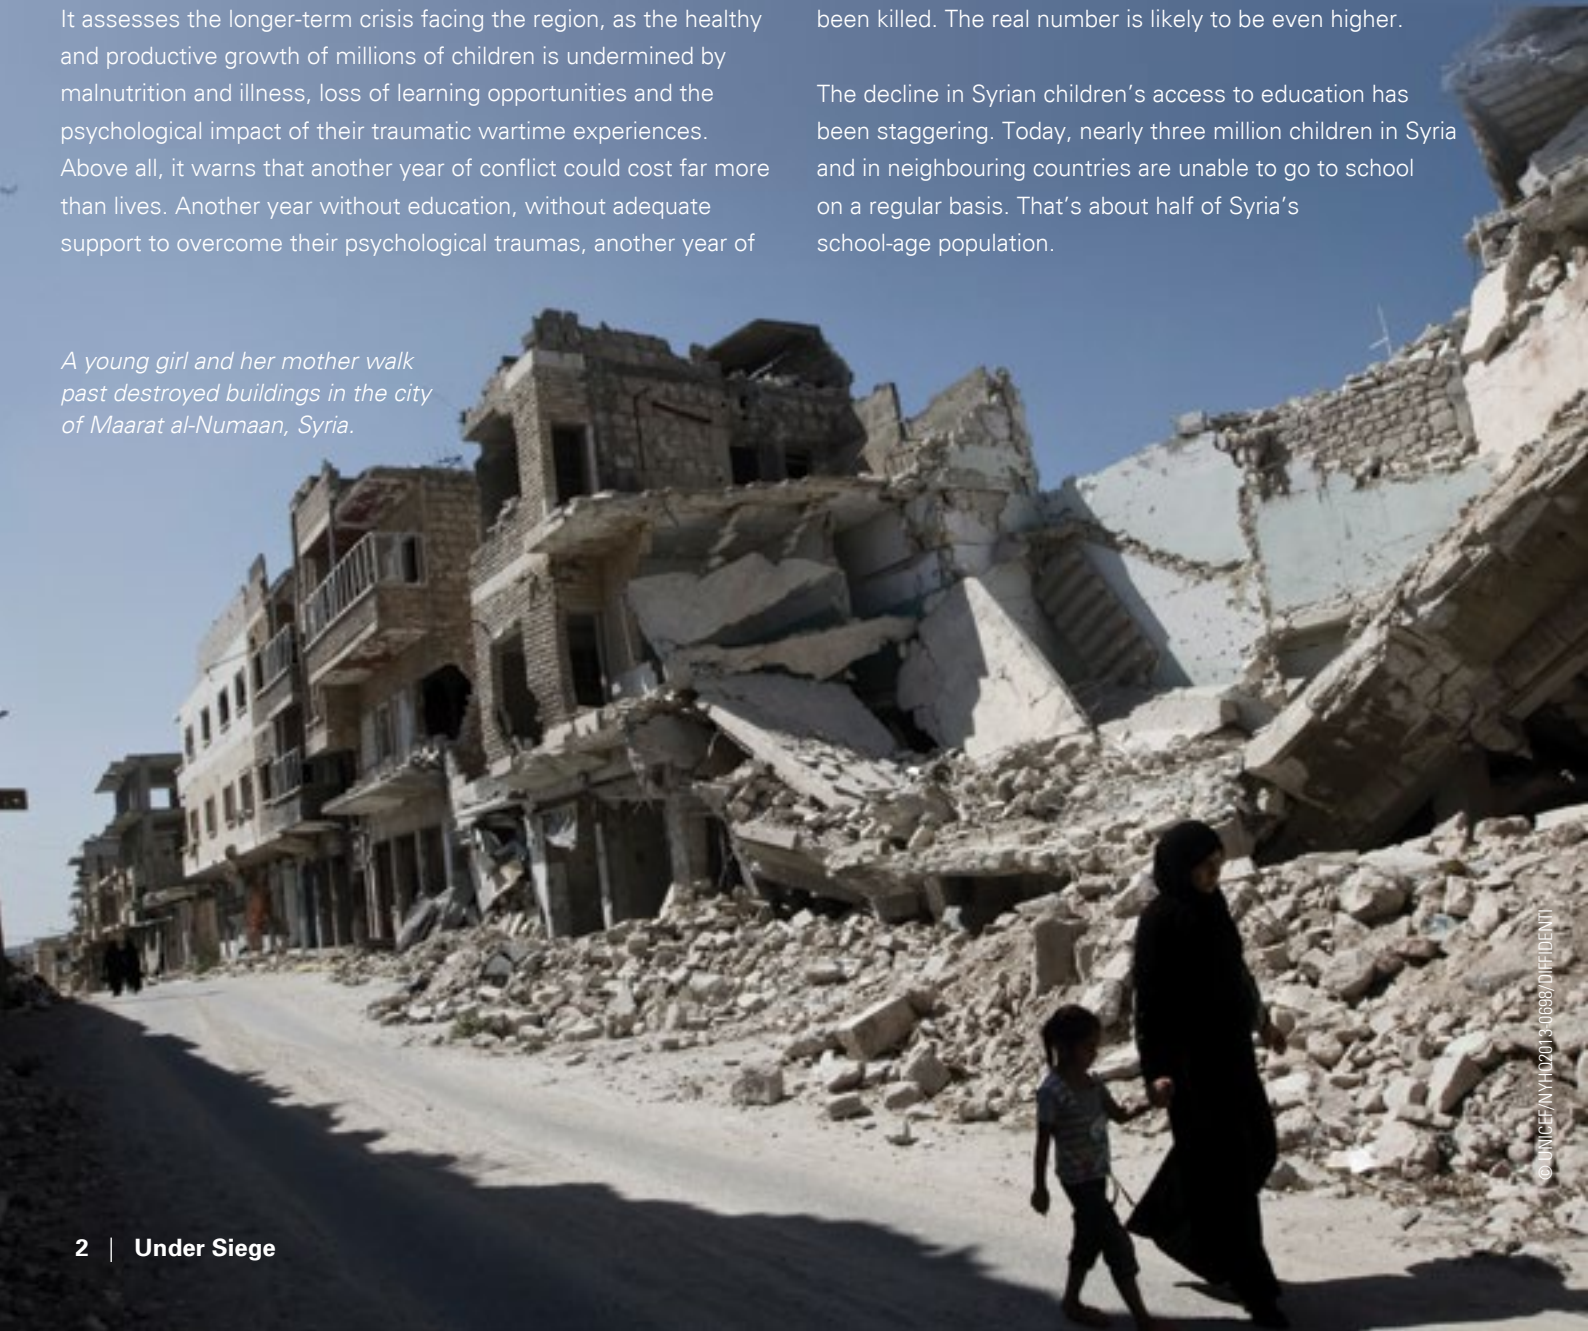 It assesses the longer-term crisis facing the region, as the healthy
and productive growth of millions of children is undermined by
malnutrition and illness, loss of learning opportunities and the
psychological impact of their traumatic wartime experiences.
Above all, it warns that another year of conflict could cost far more
than lives. Another year without education, without adequate
support to overcome their psychological traumas, another year of
been killed. The real number is likely to be even higher.
The decline in Syrian children’s access to education has
been staggering. Today, nearly three million children in Syria
and in neighbouring countries are unable to go to school
on a regular basis. That’s about half of Syria’s
school-age population.
A young girl and her mother walk
past destroyed buildings in the city
of Maarat al-Numaan, Syria.
© UNICEF/NYHQ2013-0698/DIFFIDENTI
2 | Under Siege